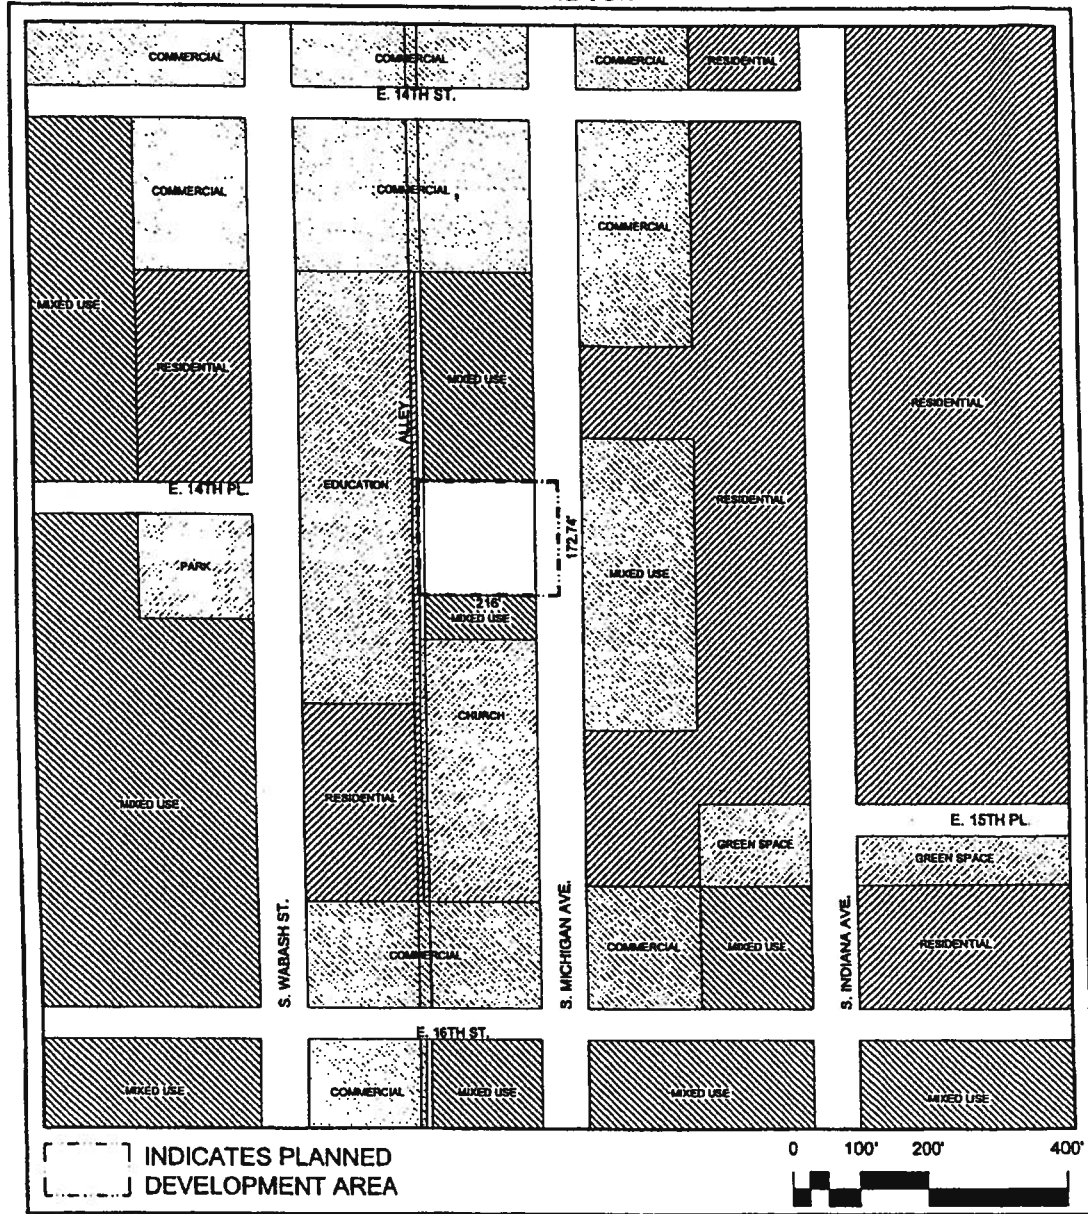 COMMERCIAL
COMMERCIAL
COMMERCIAL
RESIDENTIAL
E. 14TH ST.
COMMERCIAL
COMMERCIAL
COMMERCIAL
MIXED USE
RESIDENTIAL
MIXED USE
ALLEY
RESIDENTIAL
E. 14TH PL.
EDUCATION
RESIDENTIAL
172.74'
PARK
MIXED USE
216'
MIXED USE
CHURCH
MIXED USE
RESIDENTIAL
E. 15TH PL.
GREEN SPACE
GREEN SPACE
S. WABASH ST.
COMMERCIAL
S. MICHIGAN AVE.
COMMERCIAL
MIXED USE
S. INDIANA AVE.
RESIDENTIAL
E. 16TH ST.
MIXED USE
COMMERCIAL
MIXED USE
MIXED USE
MIXED USE
INDICATES PLANNED
DEVELOPMENT AREA
0 100' 200' 400'